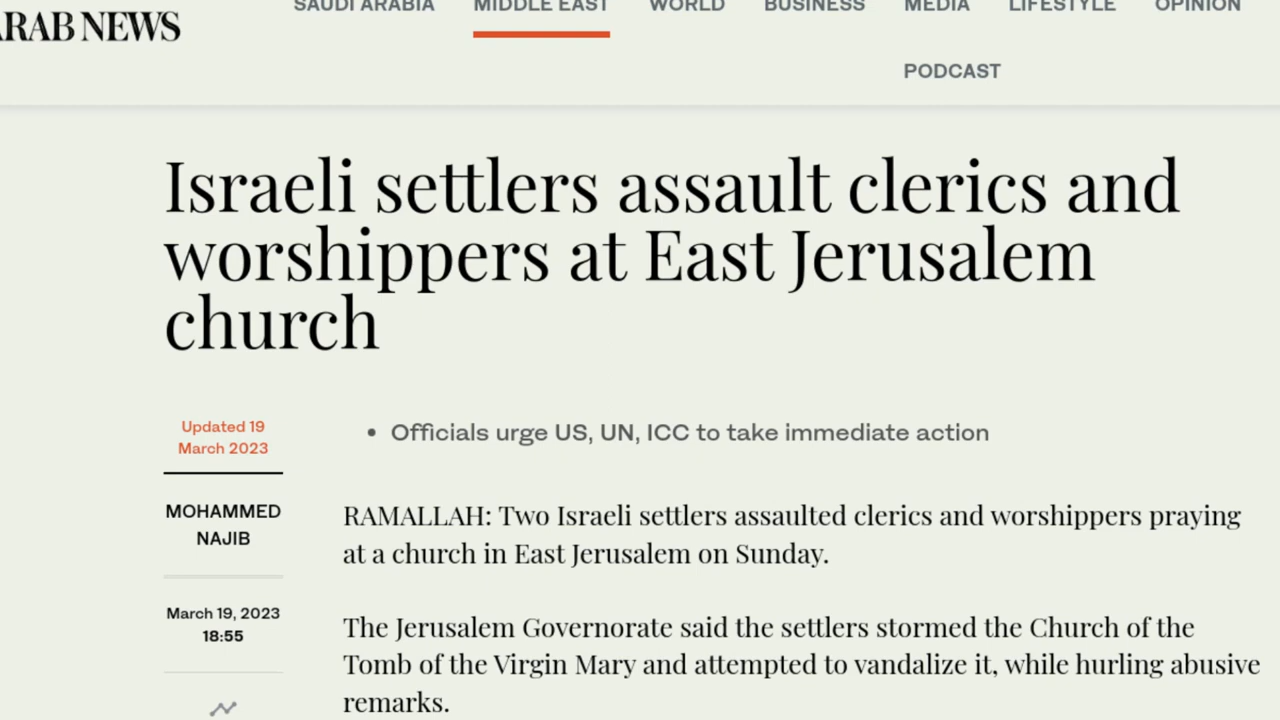 ARAB NEWS
SAUDI ARABIA MIDDLE EAST WORLD BUSINESS MEDIA LIFESTYLE OPINION
PODCAST
Israeli settlers assault clerics and
worshippers at East Jerusalem
church
Updated 19
March 2023
MOHAMMED
NAJIB
March 19, 2023
18:55
• Officials urge US, UN, ICC to take immediate action
RAMALLAH: Two Israeli settlers assaulted clerics and worshippers praying
at a church in East Jerusalem on Sunday.
The Jerusalem Governorate said the settlers stormed the Church of the
Tomb of the Virgin Mary and attempted to vandalize it, while hurling abusive
remarks.